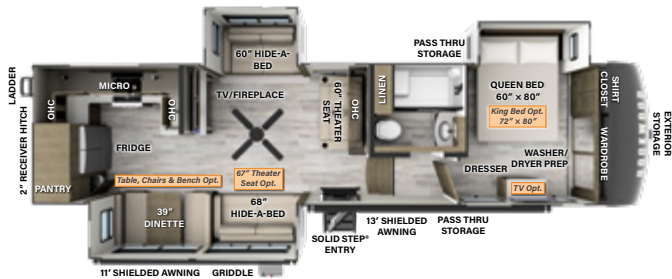 60" HIDE-A-
BED
PASS THRU
STORAGE
LADDER
MICRO
OHC
OHC
TV/FIREPLACE
60" THEATER
SEAT
OHC
LINEN
QUEEN BED
60" x 80"
King Bed Opt.
72" x 80"
SHIRT
CLOSET
WARDROBE
EXTERIOR
STORAGE
2" RECEIVER HITCH
FRIDGE
PANTRY
Table, Chairs & Bench Opt.
67" Theater
Seat Opt.
WASHER/
DRYER PREP
DRESSER
TV Opt.
39"
DINETTE
68"
HIDE-A-BED
SOLID STEP®
ENTRY
13' SHIELDED
AWNING
PASS THRU
STORAGE
11' SHIELDED AWNING
GRIDDLE